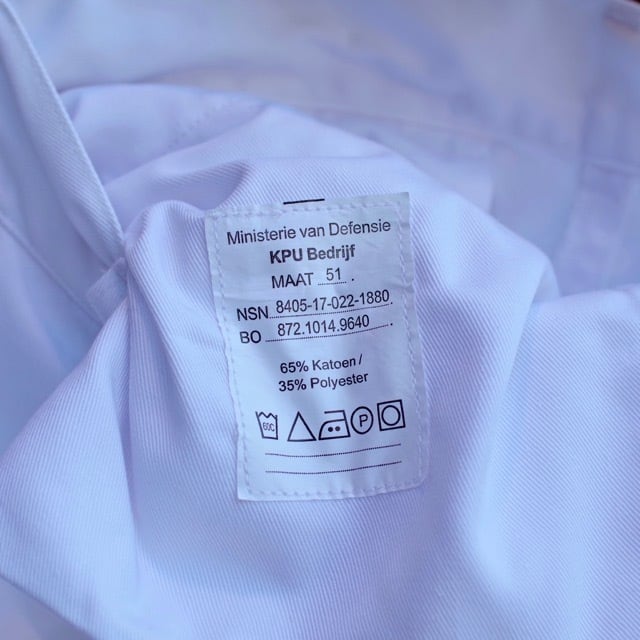 Ministerie van Defensie
KPU Bedrijf
MAAT 51 .
NSN 8405-17-022-1880.
BO 872.1014.9640 .
65% Katoen /
35% Polyester
60C P